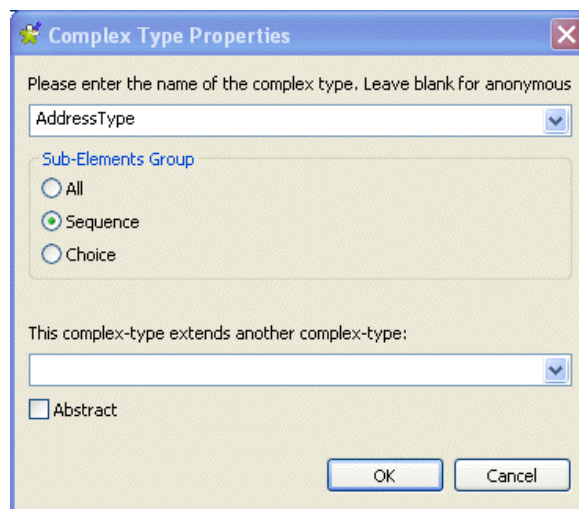 Complex Type Properties
Please enter the name of the complex type. Leave blank for anonymous
AddressType
Sub-Elements Group
All
Sequence
Choice
This complex-type extends another complex-type:
Abstract
OK Cancel